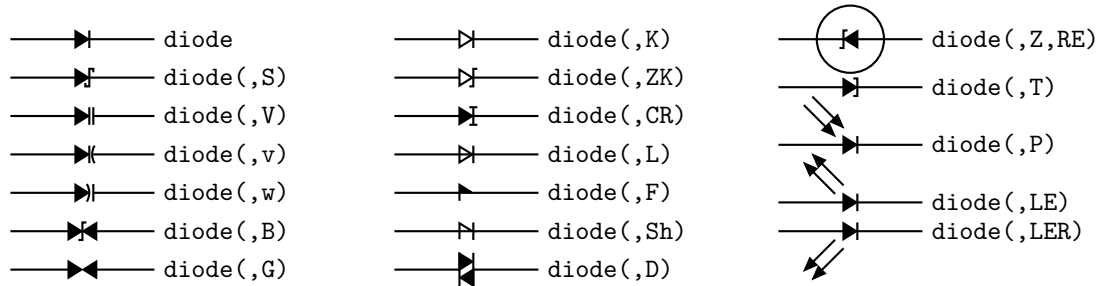 diode
diode(,S)
diode(,V)
diode(,v)
diode(,w)
diode(,B)
diode(,G)
diode(,K)
diode(,ZK)
diode(,CR)
diode(,L)
diode(,F)
diode(,Sh)
diode(,D)
diode(,Z,RE)
diode(,T)
diode(,P)
diode(,LE)
diode(,LER)